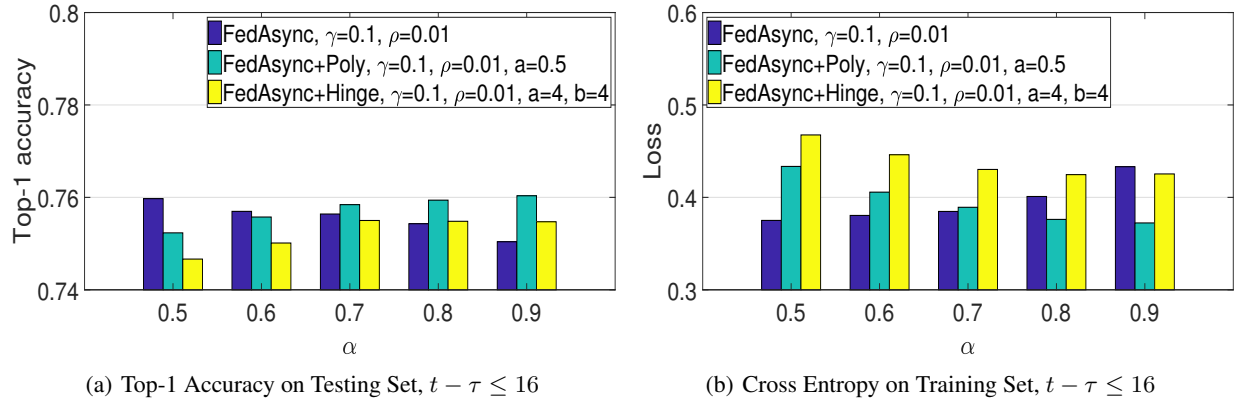 0.8
0.78
0.76
0.74
Top-1 accuracy
FedAsync, γ=0.1, ρ=0.01
FedAsync+Poly, γ=0.1, ρ=0.01, a=0.5
FedAsync+Hinge, γ=0.1, ρ=0.01, a=4, b=4
0.5 0.6 0.7 0.8 0.9
α
(a) Top-1 Accuracy on Testing Set, t − τ ≤ 16
0.6
0.5
0.4
0.3
Loss
FedAsync, γ=0.1, ρ=0.01
FedAsync+Poly, γ=0.1, ρ=0.01, a=0.5
FedAsync+Hinge, γ=0.1, ρ=0.01, a=4, b=4
0.5 0.6 0.7 0.8 0.9
α
(b) Cross Entropy on Training Set, t − τ ≤ 16